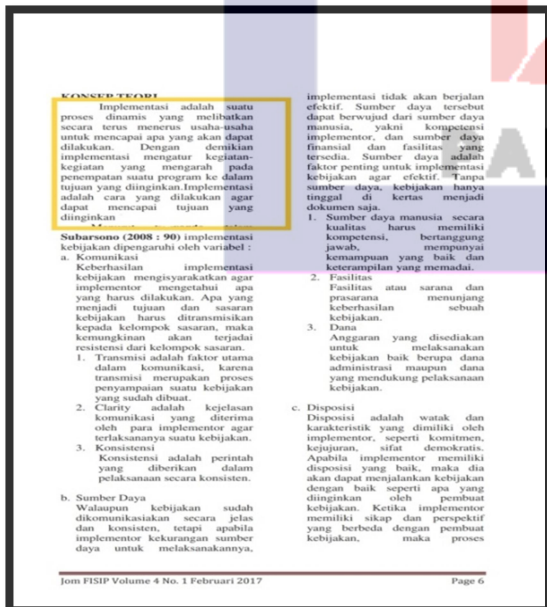 KONSEP TEORI
Implementasi adalah suatu
proses dinamis yang melibatkan
secara terus menerus usaha-usaha
untuk mencapai apa yang akan dapat
dilakukan. Dengan demikian
implementasi mengatur kegiatan-
kegiatan yang mengarah pada
penempatan suatu program ke dalam
tujuan yang diinginkan.Implementasi
adalah cara yang dilakukan agar
dapat mencapai tujuan yang
diinginkan
Subarsono (2008 : 90) implementasi
kebijakan dipengaruhi oleh variabel :
a. Komunikasi
Keberhasilan implementasi
kebijakan mengisyaratkan agar
implementor mengetahui apa
yang harus dilakukan. Apa yang
menjadi tujuan dan sasaran
kebijakan harus ditransmisikan
kepada kelompok sasaran, maka
kemungkinan akan terjadai
resistensi dari kelompok sasaran.
1. Transmisi adalah faktor utama
dalam komunikasi, karena
transmisi merupakan proses
penyampaian suatu kebijakan
yang sudah dibuat.
2. Clarity adalah kejelasan
komunikasi yang diterima
oleh para implementor agar
terlaksananya suatu kebijakan.
3. Konsistensi
Konsistensi adalah perintah
yang diberikan dalam
pelaksanaan secara konsisten.
b. Sumber Daya
Walaupun kebijakan sudah
dikomunikasiakan secara jelas
dan konsisten, tetapi apabila
implementor kekurangan sumber
daya untuk melaksanakannya,
implementasi tidak akan berjalan
efektif. Sumber daya tersebut
dapat berwujud dari sumber daya
manusia, yakni kompetensi
implementor, dan sumber daya
finansial dan fasilitas yang
tersedia. Sumber daya adalah
faktor penting untuk implementasi
kebijakan agar efektif. Tanpa
sumber daya, kebijakan hanya
tinggal di kertas menjadi
dokumen saja.
1. Sumber daya manusia secara
kualitas harus memiliki
kompetensi, bertanggung
jawab, mempunyai
kemampuan yang baik dan
keterampilan yang memadai.
2. Fasilitas
Fasilitas atau sarana dan
prasarana menunjang
keberhasilan sebuah
kebijakan.
3. Dana
Anggaran yang disediakan
untuk melaksanakan
kebijakan baik berupa dana
administrasi maupun dana
yang mendukung pelaksanaan
kebijakan.
c. Disposisi
Disposisi adalah watak dan
karakteristik yang dimiliki oleh
implementor, seperti komitmen,
kejujuran, sifat demokratis.
Apabila implementor memiliki
disposisi yang baik, maka dia
akan dapat menjalankan kebijakan
dengan baik seperti apa yang
diinginkan oleh pembuat
kebijakan. Ketika implementor
memiliki sikap dan perspektif
yang berbeda dengan pembuat
kebijakan, maka proses
Jom FISIP Volume 4 No. 1 Februari 2017 Page 6